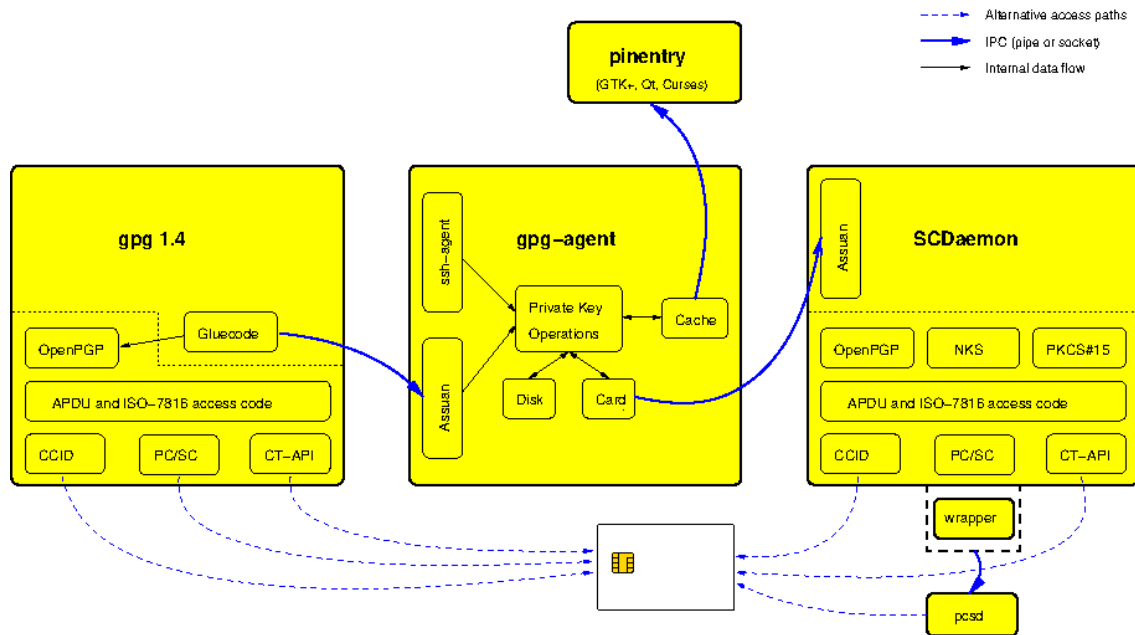 Alternative access paths
IPC (pipe or socket)
Internal data flow
pinentry
(GTK+, Qt, Curses)
gpg 1.4
OpenPGP
Gluecode
APDU and ISO-7816 access code
CCID
PC/SC
CT-API
gpg-agent
ssh-agent
Assuan
Private Key
Operations
Cache
Disk
Card
SCDaemon
Assuan
OpenPGP
NKS
PKCS#15
APDU and ISO-7816 access code
CCID
PC/SC
CT-API
wrapper
pcsd